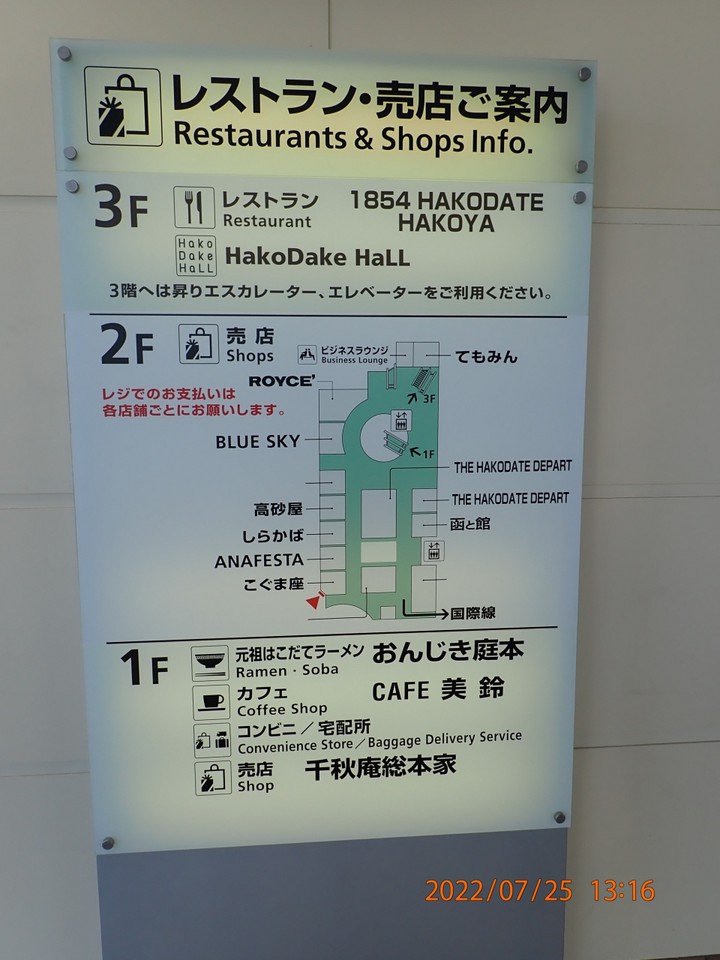 レストラン・売店ご案内
Restaurants & Shops Info.
3F
レストラン
Restaurant
1854 HAKODATE
HAKOYA
Hako
Dake
HaLL
HakoDake HaLL
3階へは昇りエスカレーター、エレベーターをご利用ください。
2F
売店
Shops
ビジネスラウンジ
Business Lounge
てもみん
ROYCE'
3F
レジでのお支払いは
各店舗ごとにお願いします。
BLUE SKY
1F
THE HAKODATE DEPART
THE HAKODATE DEPART
高砂屋
函と館
しらかば
ANAFESTA
こぐま座
国際線
1F
元祖はこだてラーメン
Ramen・Soba
おんじき庭本
カフェ
Coffee Shop
CAFE 美鈴
コンビニ/宅配所
Convenience Store/Baggage Delivery Service
売店
Shop
千秋庵総本家
2022/07/25 13:16